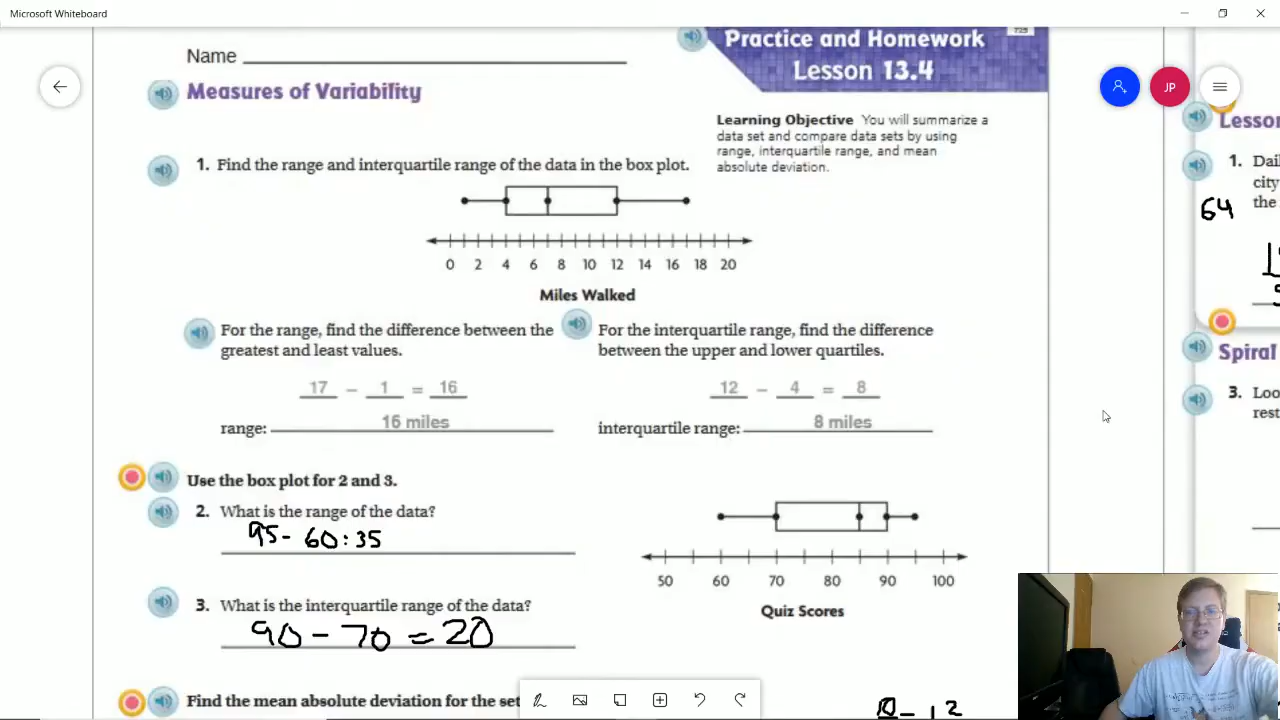 Microsoft Whiteboard
Name
Practice and Homework
Lesson 13.4
JP
Measures of Variability
Learning Objective You will summarize a
data set and compare data sets by using
range, interquartile range, and mean
absolute deviation.
1. Find the range and interquartile range of the data in the box plot.
0 2 4 6 8 10 12 14 16 18 20
Miles Walked
For the range, find the difference between the
greatest and least values.
17 - 1 = 16
range: 16 miles
For the interquartile range, find the difference
between the upper and lower quartiles.
12 - 4 = 8
interquartile range: 8 miles
Use the box plot for 2 and 3.
2. What is the range of the data?
95- 60:35
50 60 70 80 90 100
Quiz Scores
3. What is the interquartile range of the data?
90 - 70 = 20
Find the mean absolute deviation for the set
Lesso
1. Dai
city
the
64
Spiral
3. Loo
rest